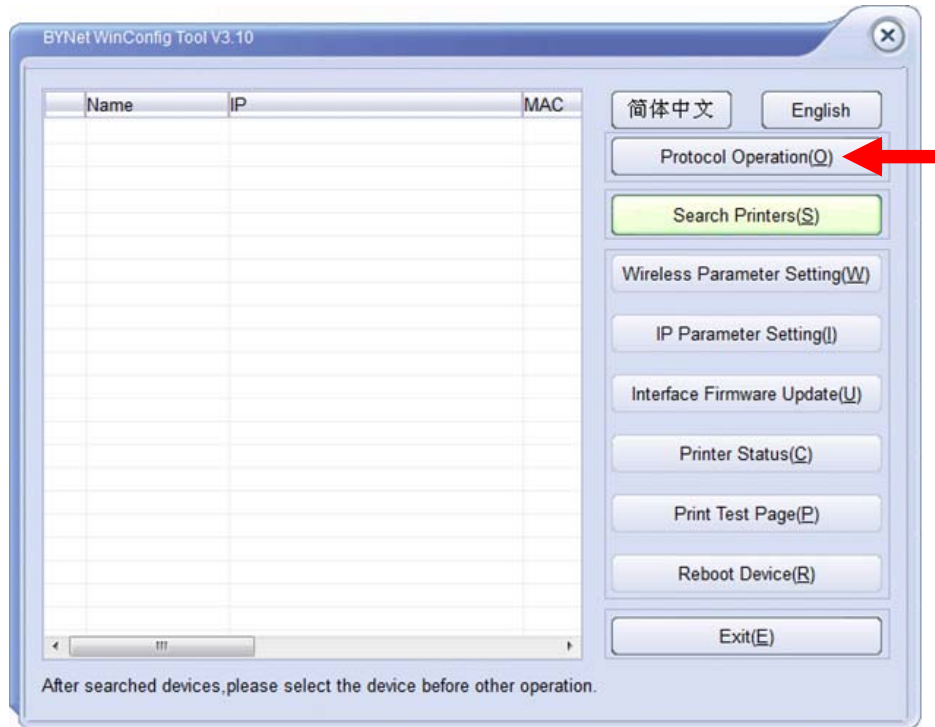 BYNet WinConfig Tool V3.10
Name IP MAC
简体中文 English
Protocol Operation(O)
Search Printers(S)
Wireless Parameter Setting(W)
IP Parameter Setting(I)
Interface Firmware Update(U)
Printer Status(C)
Print Test Page(P)
Reboot Device(R)
Exit(E)
After searched devices,please select the device before other operation.